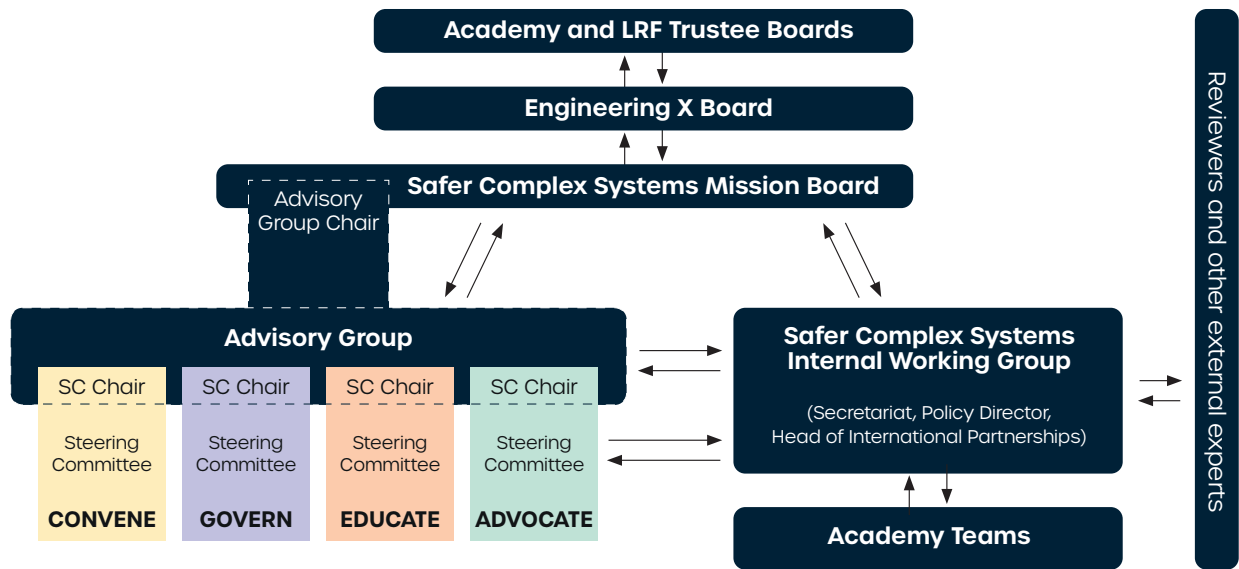 Academy and LRF Trustee Boards
Engineering X Board
Safer Complex Systems Mission Board
Advisory
Group Chair
Advisory Group
SC Chair
Steering
Committee
CONVENE
SC Chair
Steering
Committee
GOVERN
SC Chair
Steering
Committee
EDUCATE
SC Chair
Steering
Committee
ADVOCATE
Safer Complex Systems
Internal Working Group
(Secretariat, Policy Director,
Head of International Partnerships)
Academy Teams
Reviewers and other external experts